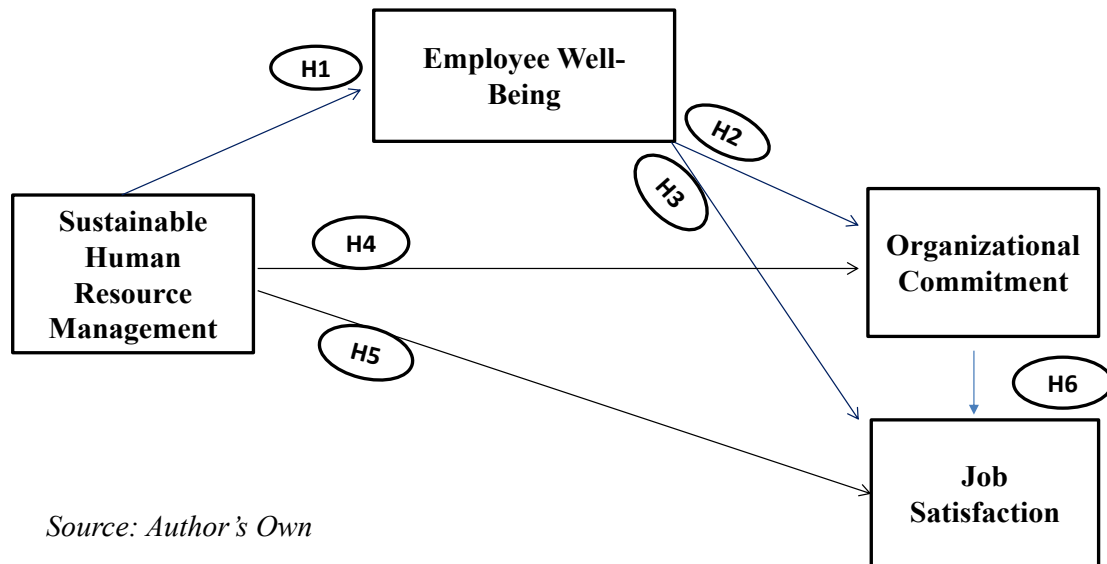 H1
Employee Well-
Being
H2
H3
Sustainable
Human
Resource
Management
H4
H5
Organizational
Commitment
H6
Job
Satisfaction
Source: Author’s Own